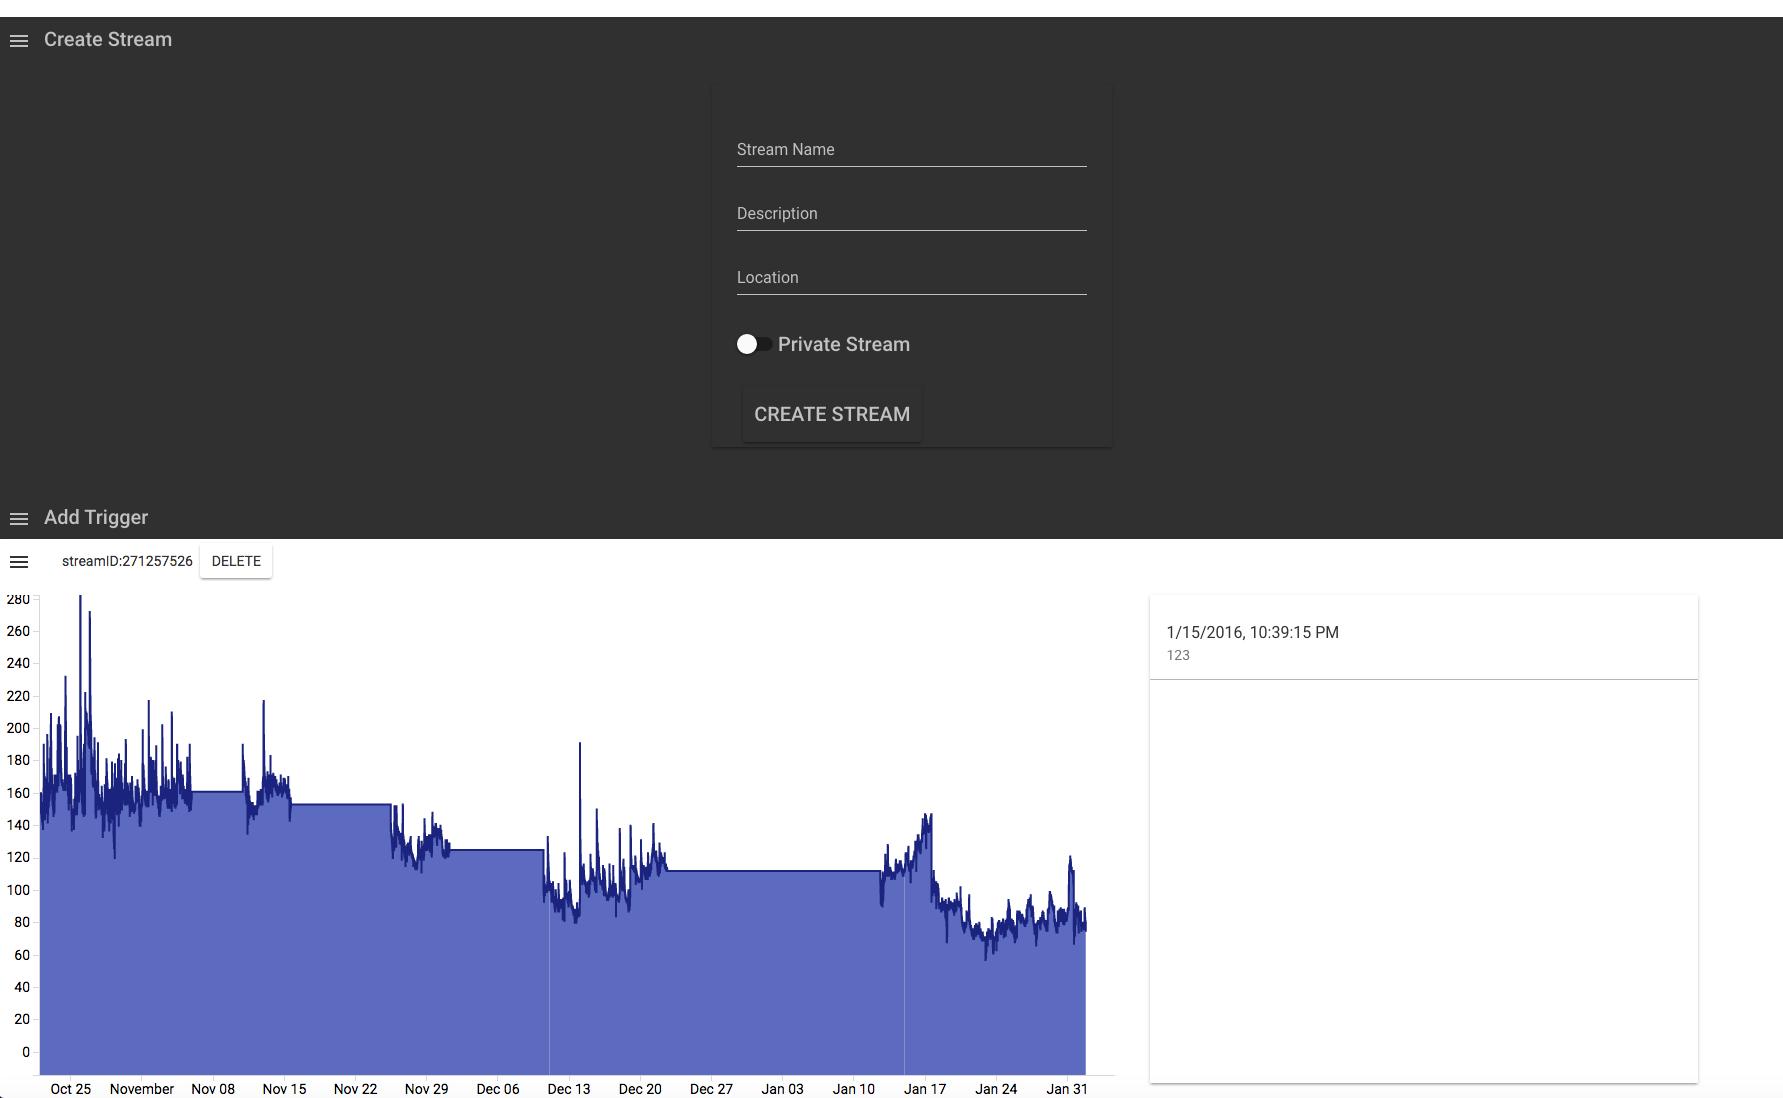 Create Stream
Stream Name
Description
Location
Private Stream
CREATE STREAM
Add Trigger
streamID:271257526 DELETE
280
260
240
220
200
180
160
140
120
100
80
60
40
20
0
Oct 25 November Nov 08 Nov 15 Nov 22 Nov 29 Dec 06 Dec 13 Dec 20 Dec 27 Jan 03 Jan 10 Jan 17 Jan 24 Jan 31
1/15/2016, 10:39:15 PM
123